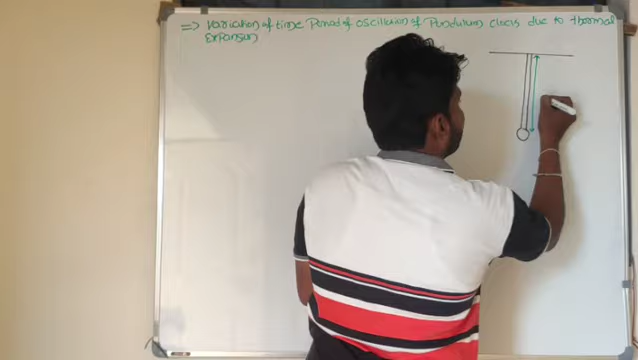 ⇒ variation of time Period of oscillation of Pendulum clocks due to thermal
Expansion